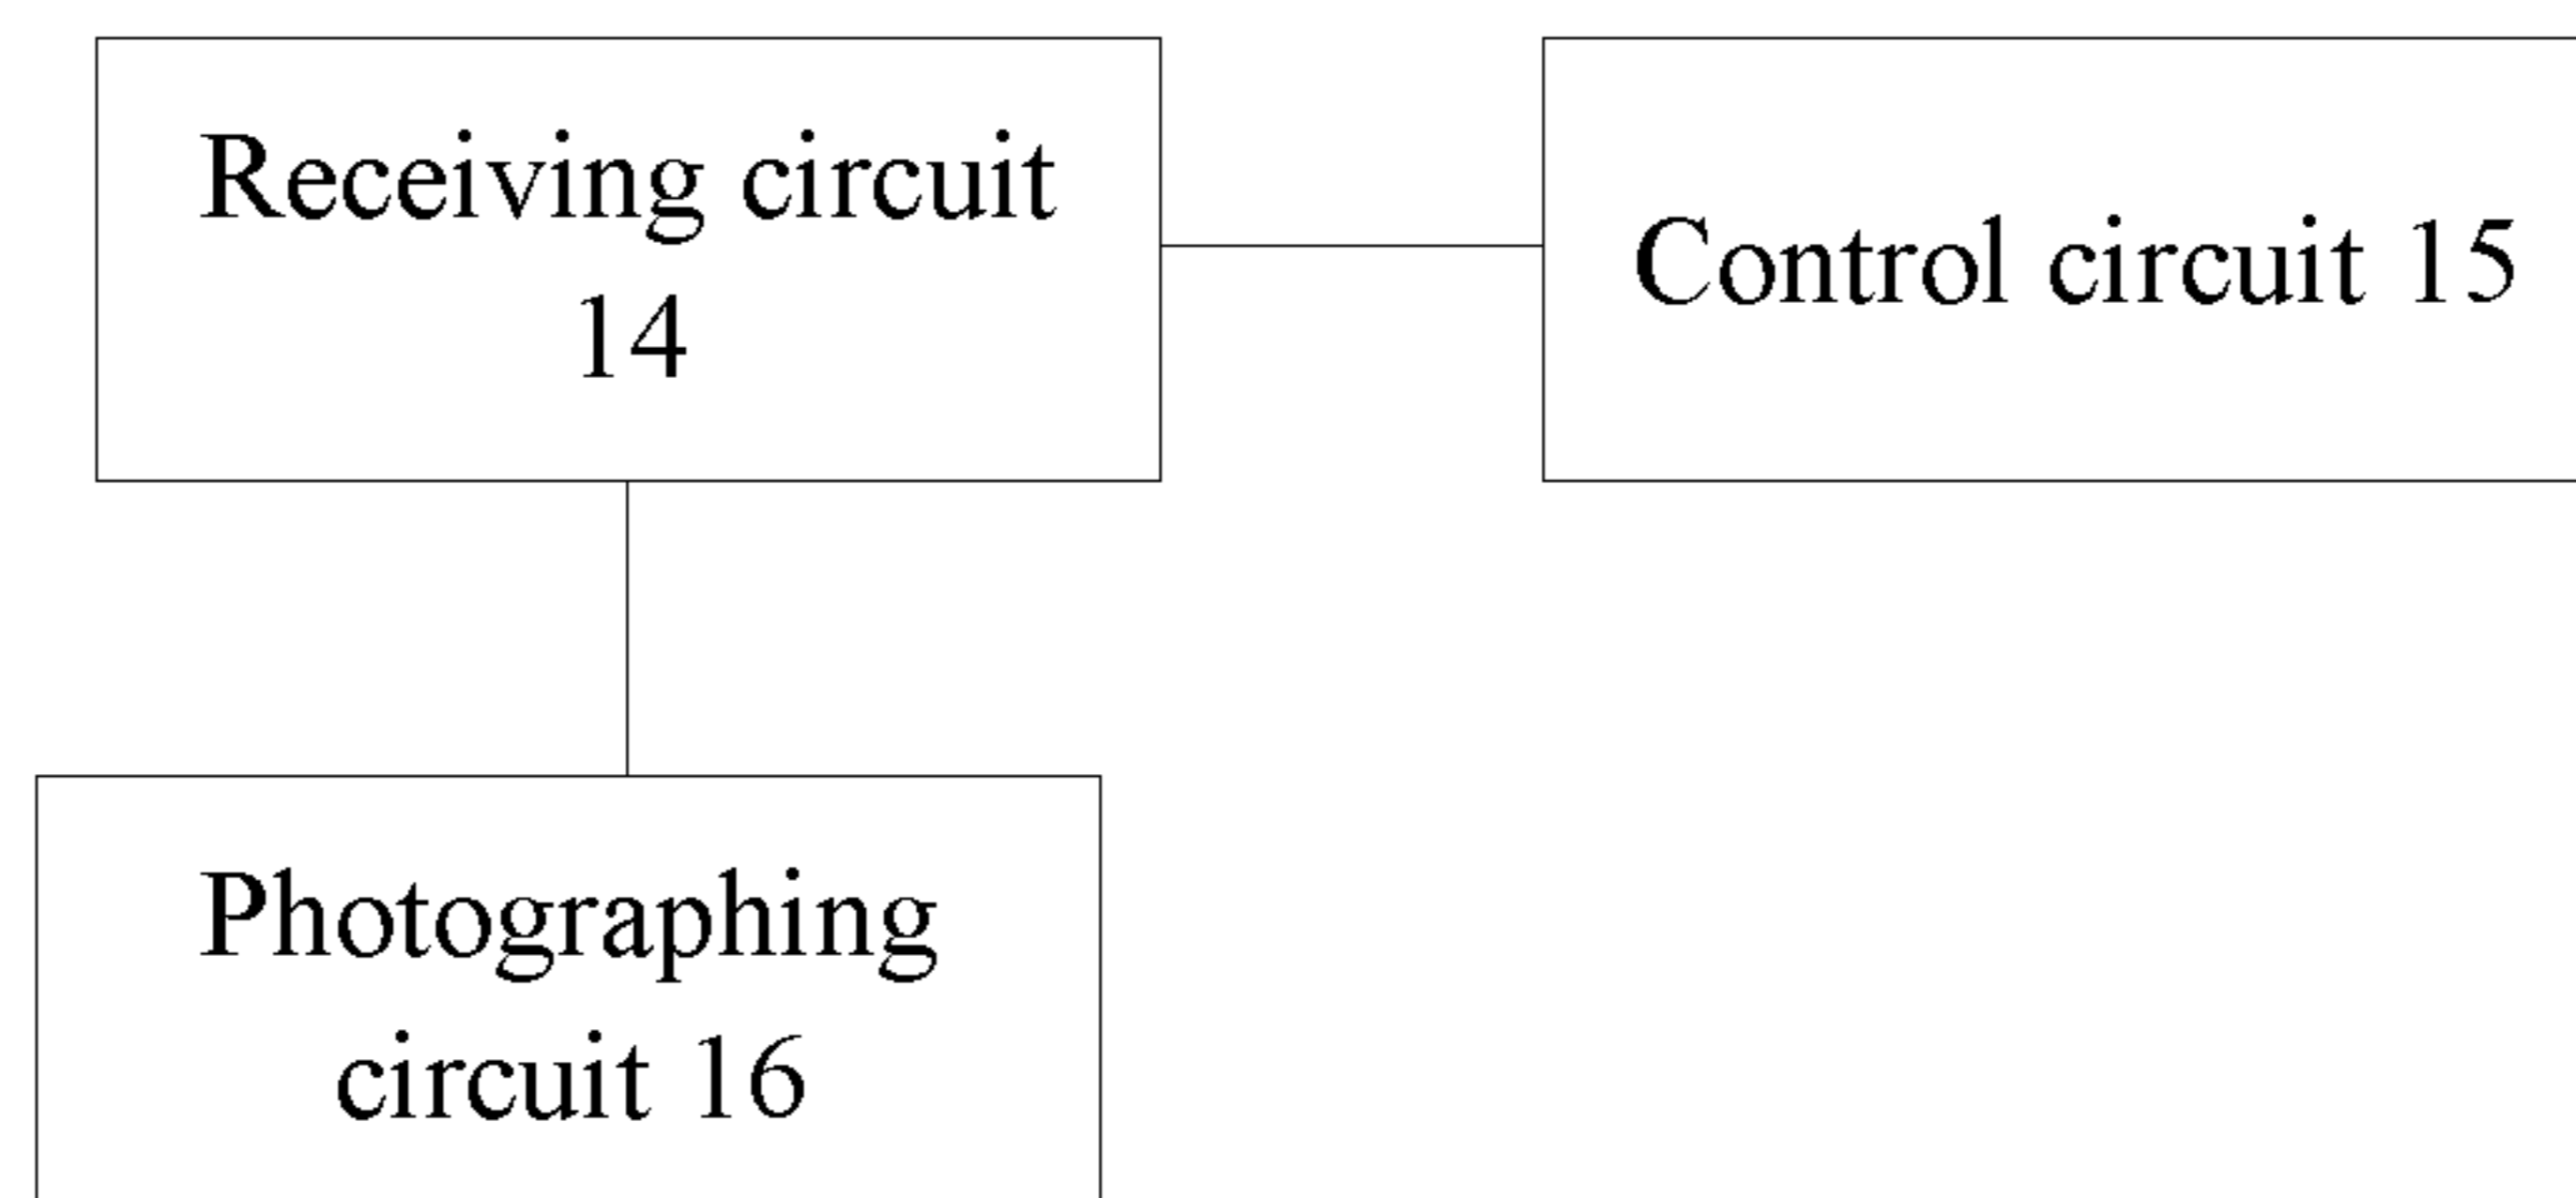 Receiving circuit
14
Control circuit 15
Photographing
circuit 16